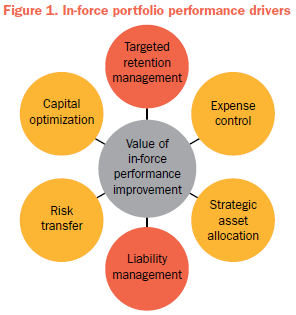 Figure 1. In-force portfolio performance drivers
Targeted
retention
management
Capital
optimization
Expense
control
Value of
in-force
performance
improvement
Risk
transfer
Strategic
asset
allocation
Liability
management